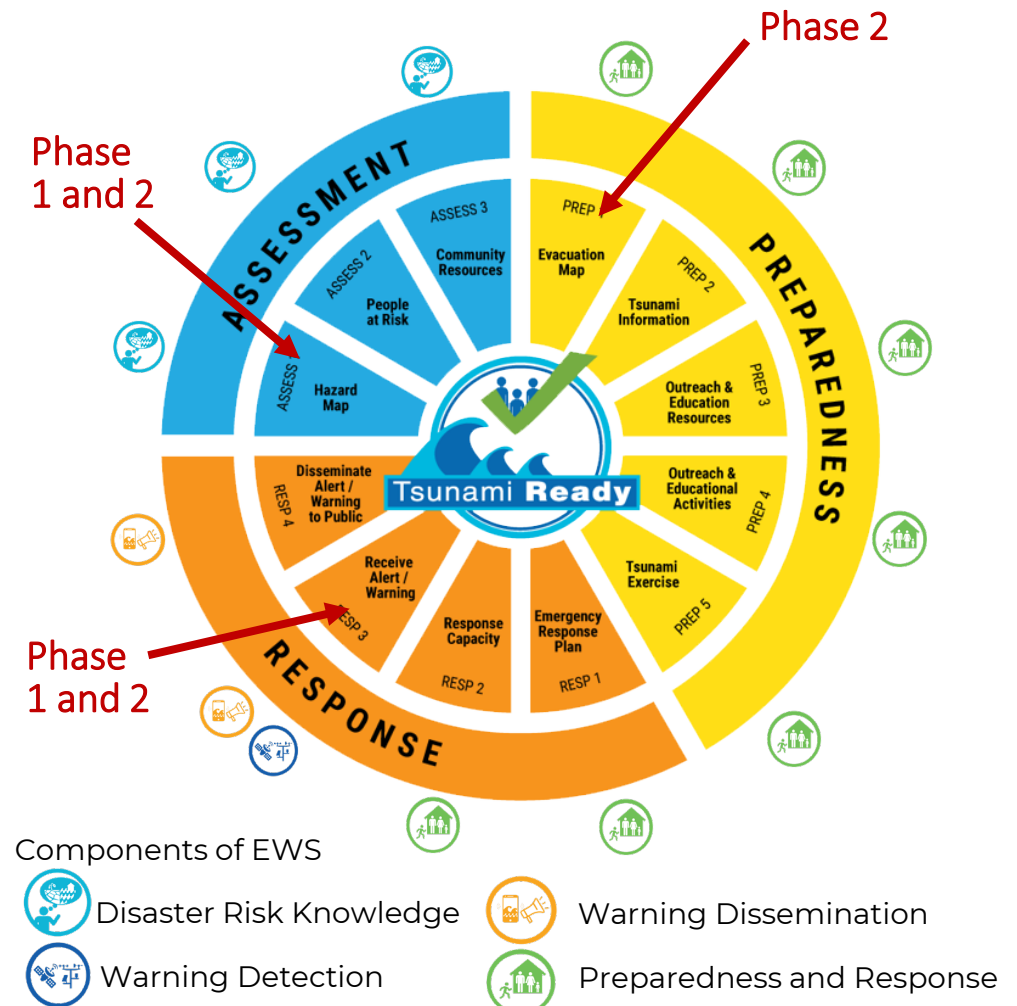 Phase 2
Phase
1 and 2
ASSESSMENT
PREPAREDNESS
RESPONSE
ASSESS 3
Community
Resources
PREP
Evacuation
Map
ASSESS 2
People
at Risk
PREP 2
Tsunami
Information
ASSESS
Hazard
Map
PREP 3
Outreach &
Education
Resources
Tsunami Ready
RESP 4
Disseminate
Alert /
Warning
to Public
PREP 4
Outreach &
Educational
Activities
RESP 3
Receive
Alert /
Warning
PREP 5
Tsunami
Exercise
RESP 2
Response
Capacity
RESP 1
Emergency
Response
Plan
Phase
1 and 2
Components of EWS
Disaster Risk Knowledge
Warning Dissemination
Warning Detection
Preparedness and Response